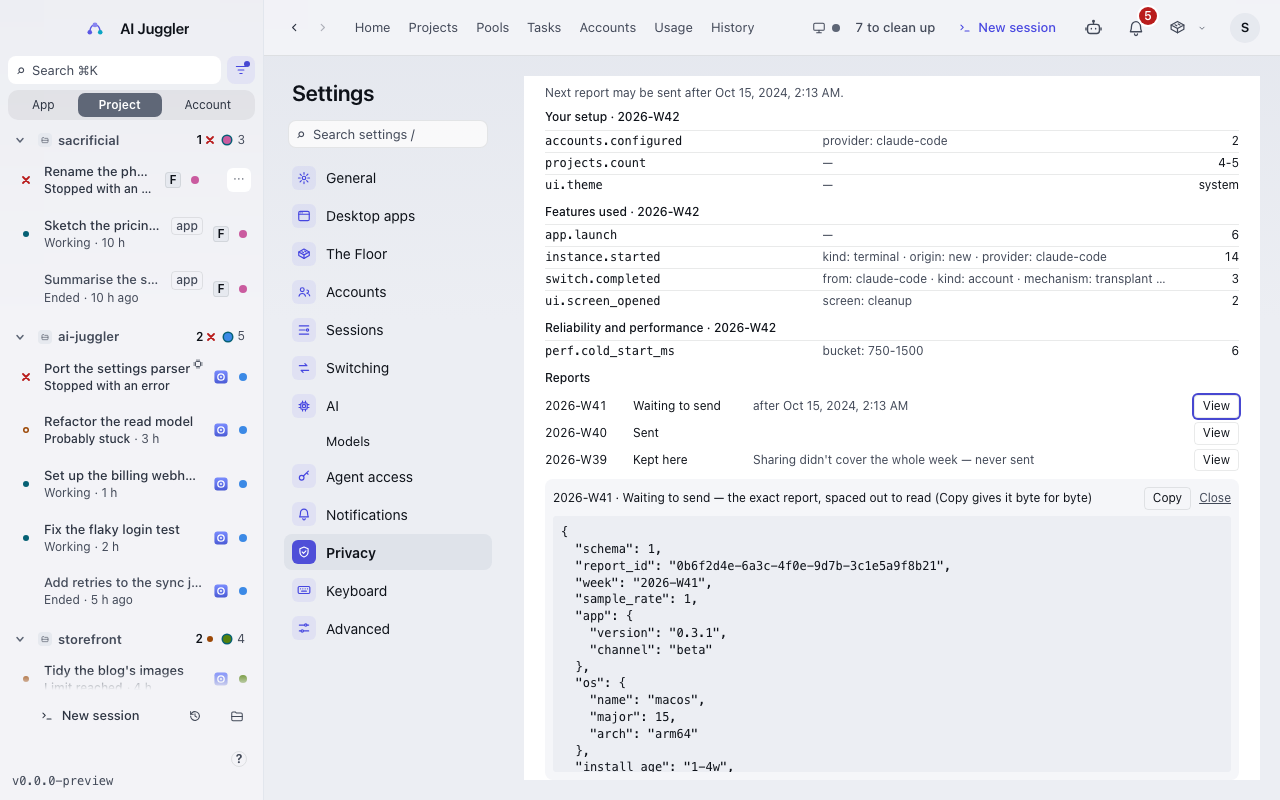 AI Juggler
Search ⌘K
App Project Account
sacrificial 1 3
Rename the ph...
Stopped with an ... F
Sketch the pricin... app
Working · 10 h F
Summarise the s... app
Ended · 10 h ago F
ai-juggler 2 5
Port the settings parser
Stopped with an error
Refactor the read model
Probably stuck · 3 h
Set up the billing webh...
Working · 1 h
Fix the flaky login test
Working · 2 h
Add retries to the sync j...
Ended · 5 h ago
storefront 2 4
Tidy the blog's images
Limit reached · 4 h
New session
?
v0.0.0-preview
Home Projects Pools Tasks Accounts Usage History
7 to clean up
New session
5
S
Settings
Search settings /
General
Desktop apps
The Floor
Accounts
Sessions
Switching
AI
Models
Agent access
Notifications
Privacy
Keyboard
Advanced
Next report may be sent after Oct 15, 2024, 2:13 AM.
Your setup · 2026-W42
accounts.configured provider: claude-code 2
projects.count — 4-5
ui.theme — system
Features used · 2026-W42
app.launch — 6
instance.started kind: terminal · origin: new · provider: claude-code 14
switch.completed from: claude-code · kind: account · mechanism: transplant ... 3
ui.screen_opened screen: cleanup 2
Reliability and performance · 2026-W42
perf.cold_start_ms bucket: 750-1500 6
Reports
2026-W41 Waiting to send after Oct 15, 2024, 2:13 AM View
2026-W40 Sent View
2026-W39 Kept here Sharing didn't cover the whole week — never sent View
2026-W41 · Waiting to send — the exact report, spaced out to read (Copy gives it byte for byte) Copy Close
{
"schema": 1,
"report_id": "0b6f2d4e-6a3c-4f0e-9d7b-3c1e5a9f8b21",
"week": "2026-W41",
"sample_rate": 1,
"app": {
"version": "0.3.1",
"channel": "beta"
},
"os": {
"name": "macos",
"major": 15,
"arch": "arm64"
},
"install_age": "1-4w",